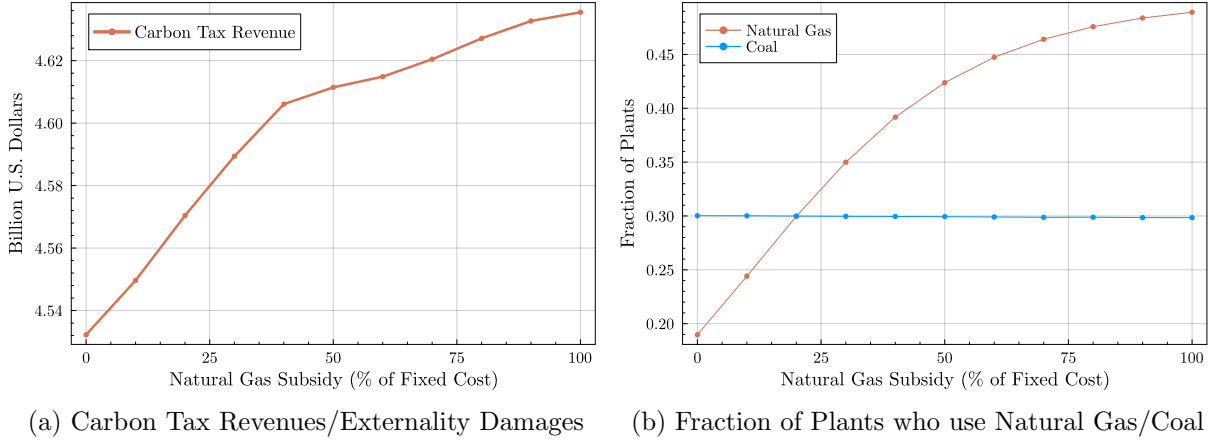 Carbon Tax Revenue
Billion U.S. Dollars
4.62
4.60
4.58
4.56
4.54
0
25
50
75
100
Natural Gas Subsidy (% of Fixed Cost)
(a) Carbon Tax Revenues/Externality Damages
Natural Gas
Coal
Fraction of Plants
0.45
0.40
0.35
0.30
0.25
0.20
0
25
50
75
100
Natural Gas Subsidy (% of Fixed Cost)
(b) Fraction of Plants who use Natural Gas/Coal